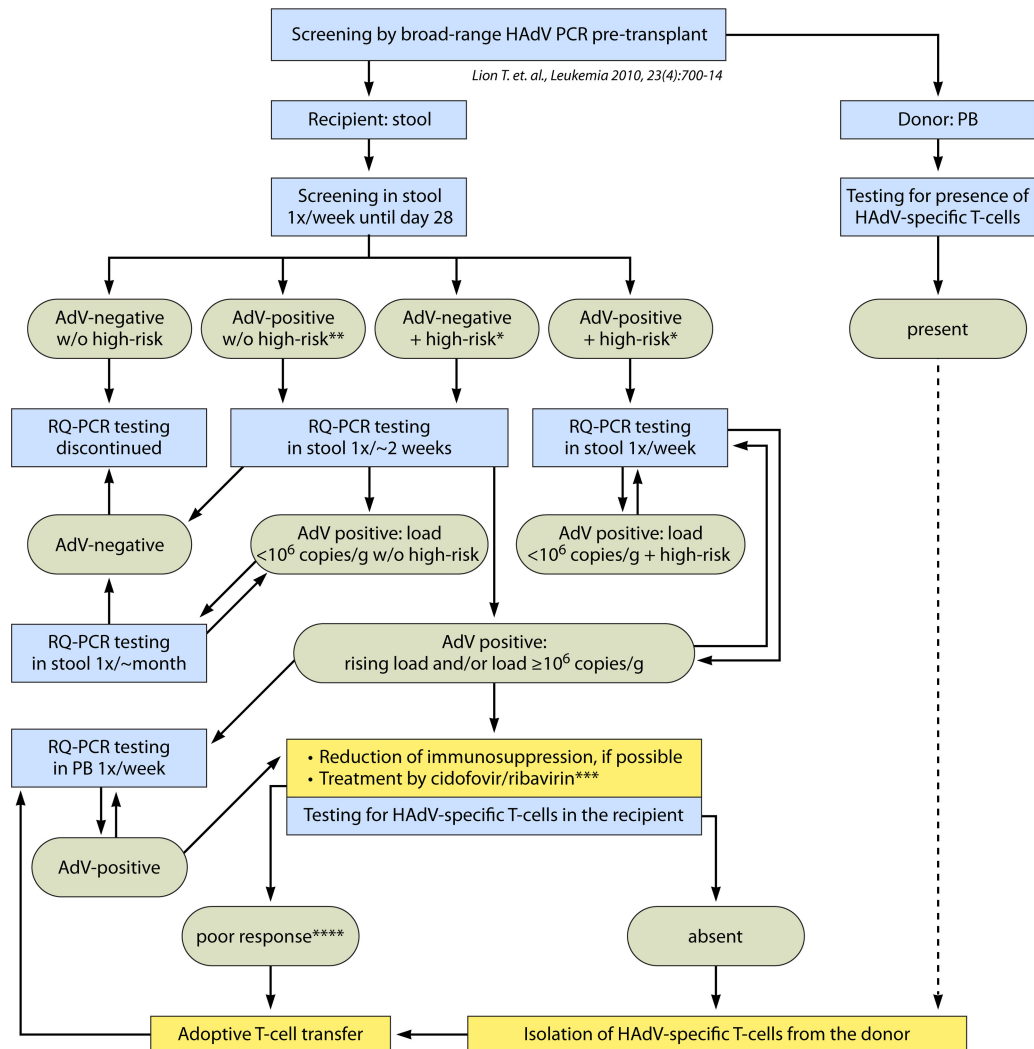 Screening by broad-range HAdV PCR pre-transplant
Lion T. et. al., Leukemia 2010, 23(4):700-14
Recipient: stool
Donor: PB
Screening in stool
1x/week until day 28
Testing for presence of
HAdV-specific T-cells
AdV-negative
w/o high-risk
AdV-positive
w/o high-risk**
AdV-negative
+ high-risk*
AdV-positive
+ high-risk*
present
RQ-PCR testing
discontinued
RQ-PCR testing
in stool 1x/~2 weeks
RQ-PCR testing
in stool 1x/week
AdV-negative
AdV positive: load
<10⁶ copies/g w/o high-risk
AdV positive: load
<10⁶ copies/g + high-risk
RQ-PCR testing
in stool 1x/~month
AdV positive:
rising load and/or load ≥10⁶ copies/g
RQ-PCR testing
in PB 1x/week
• Reduction of immunosuppression, if possible
• Treatment by cidofovir/ribavirin***
Testing for HAdV-specific T-cells in the recipient
AdV-positive
poor response****
absent
Adoptive T-cell transfer
Isolation of HAdV-specific T-cells from the donor